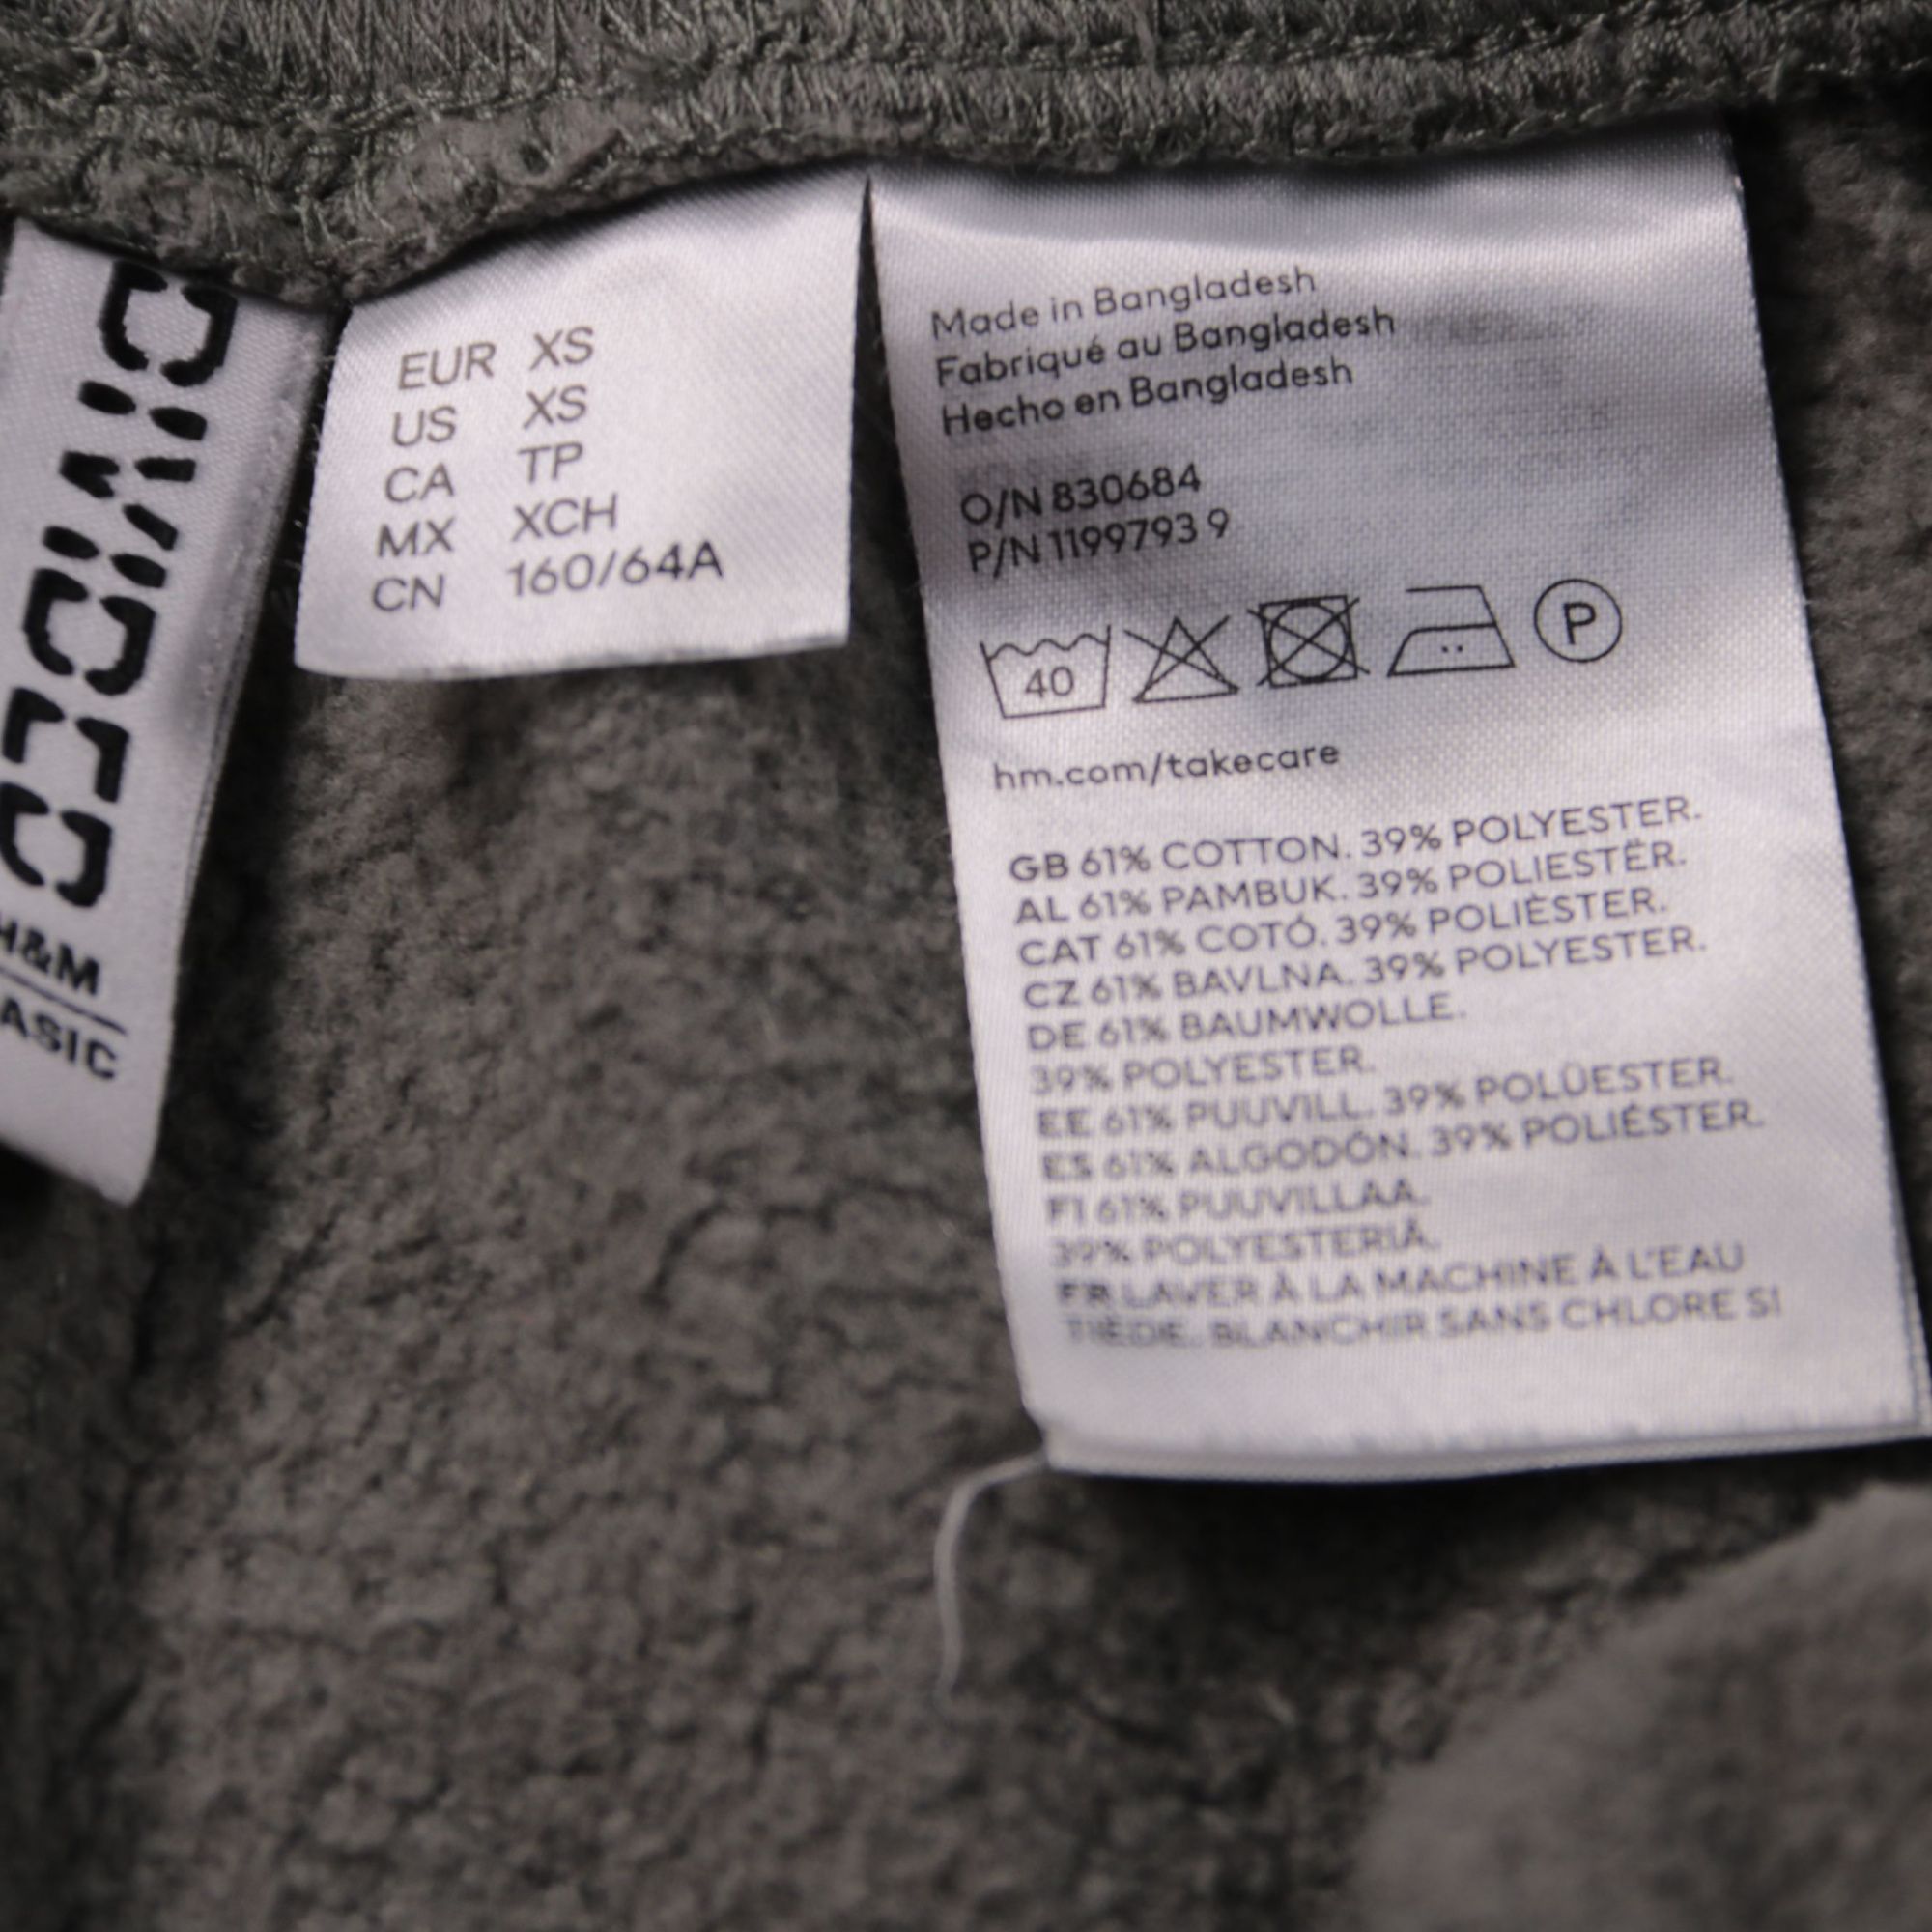 DIVIDED
H&M
ASIC
EUR XS
US XS
CA TP
MX XCH
CN 160/64A
Made in Bangladesh
Fabriqué au Bangladesh
Hecho en Bangladesh
O/N 830684
P/N 1199793 9
40
P
hm.com/takecare
GB 61% COTTON. 39% POLYESTER.
AL 61% PAMBUK. 39% POLIESTËR.
CAT 61% COTÓ. 39% POLIÈSTER.
CZ 61% BAVLNA. 39% POLYESTER.
DE 61% BAUMWOLLE.
39% POLYESTER.
EE 61% PUUVILL. 39% POLÜESTER.
ES 61% ALGODÓN. 39% POLIÉSTER.
FI 61% PUUVILLAA.
39% POLYESTERIÄ.
FR LAVER À LA MACHINE À L'EAU
TIÈDE. BLANCHIR SANS CHLORE SI